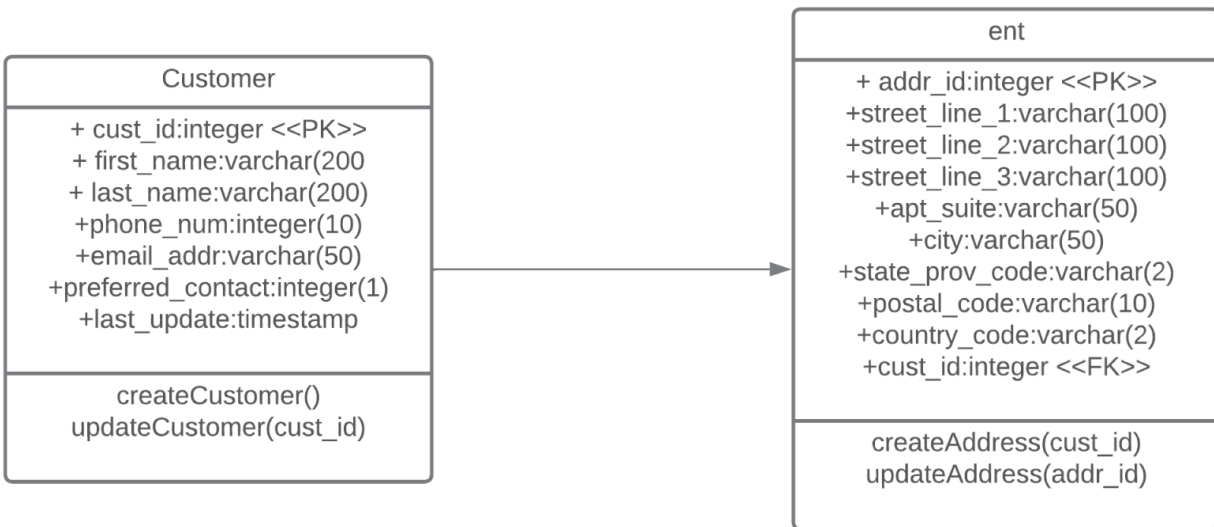 Customer
+ cust_id:integer <<PK>>
+ first_name:varchar(200
+ last_name:varchar(200)
+phone_num:integer(10)
+email_addr:varchar(50)
+preferred_contact:integer(1)
+last_update:timestamp
createCustomer()
updateCustomer(cust_id)
ent
+ addr_id:integer <<PK>>
+street_line_1:varchar(100)
+street_line_2:varchar(100)
+street_line_3:varchar(100)
+apt_suite:varchar(50)
+city:varchar(50)
+state_prov_code:varchar(2)
+postal_code:varchar(10)
+country_code:varchar(2)
+cust_id:integer <<FK>>
createAddress(cust_id)
updateAddress(addr_id)